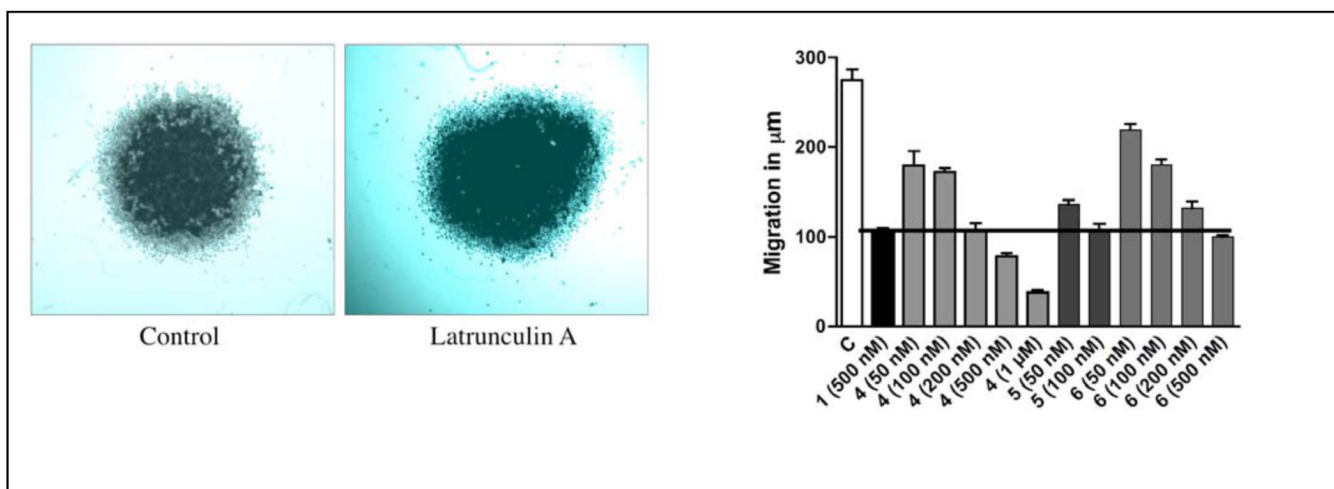 Control
Latrunculin A
Migration in μm
300
200
100
0
C
1 (500 nM)
4 (50 nM)
4 (100 nM)
4 (200 nM)
4 (500 nM)
4 (1 μM)
5 (50 nM)
5 (100 nM)
6 (50 nM)
6 (100 nM)
6 (200 nM)
6 (500 nM)